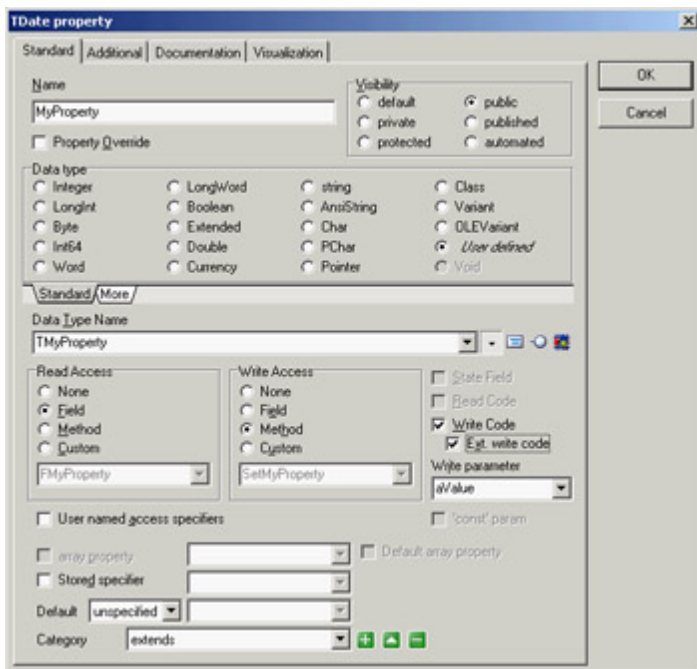 TDate property
Standard Additional Documentation Visualization
OK
Cancel
Name
MyProperty
Property Override
Visibility
default public
private published
protected automated
Data type
Integer LongWord string Class
LongInt Boolean AnsiString Variant
Byte Extended Char OLEVariant
Int64 Double PChar User defined
Word Currency Pointer Void
Standard More
Data Type Name
TMyProperty
Read Access
None
Field
Method
Custom
FMyProperty
Write Access
None
Field
Method
Custom
SetMyProperty
State Field
Read Code
Write Code
Ext. write code
Write parameter
aValue
'const' param
User named access specifiers
array property Default array property
Stored specifier
Default unspecified
Category extends